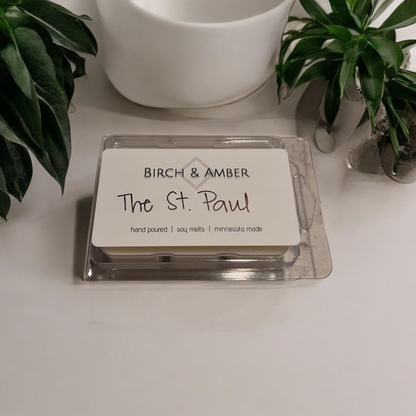 BIRCH & AMBER
The St. Paul
hand poured | soy melts | minnesota made